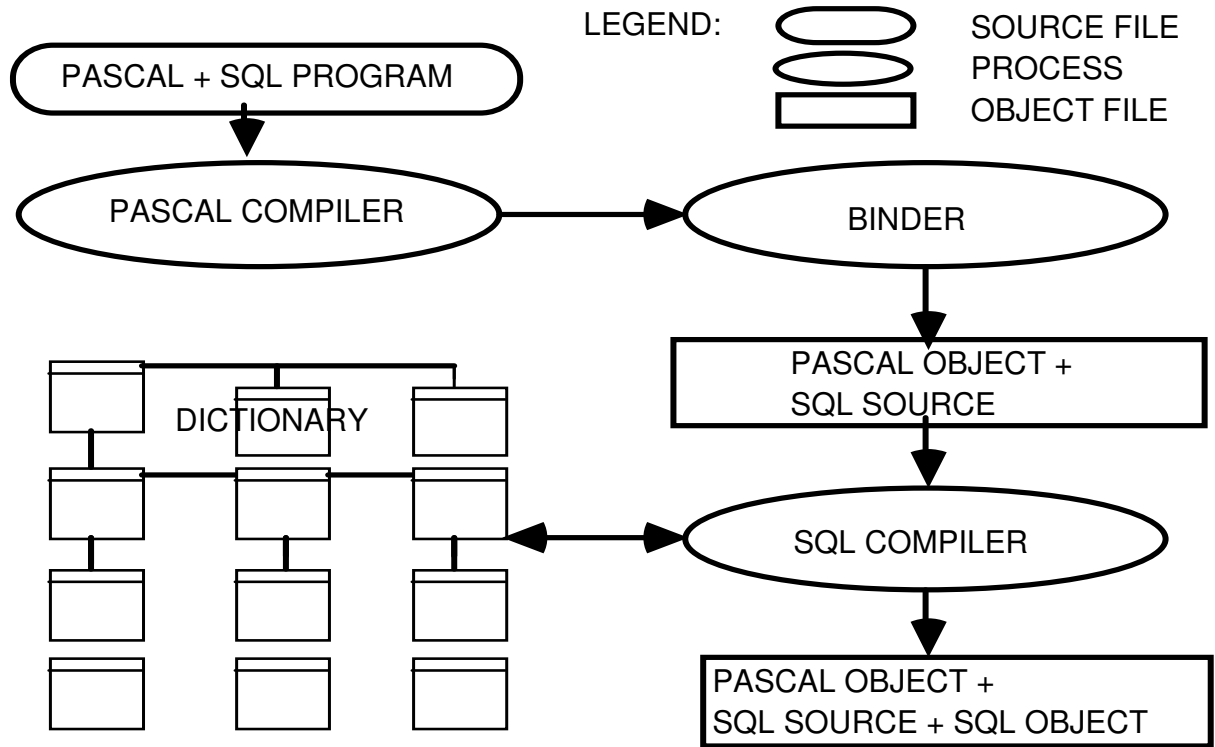 LEGEND:
SOURCE FILE
PROCESS
OBJECT FILE
PASCAL + SQL PROGRAM
PASCAL COMPILER
BINDER
PASCAL OBJECT +
SQL SOURCE
DICTIONARY
SQL COMPILER
PASCAL OBJECT +
SQL SOURCE + SQL OBJECT